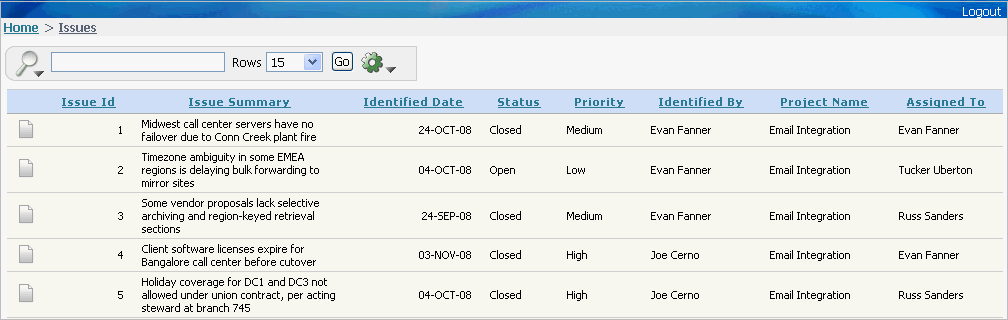 Logout
Home > Issues
Rows 15 Go
Issue Id Issue Summary Identified Date Status Priority Identified By Project Name Assigned To
Midwest call center servers have no
1 24-OCT-08 Closed Medium Evan Fanner Email Integration Evan Fanner
failover due to Conn Creek plant fire
Timezone ambiguity in some EMEA
2 regions is delaying bulk forwarding to 04-OCT-08 Open Low Evan Fanner Email Integration Tucker Uberton
mirror sites
Some vendor proposals lack selective
3 archiving and region-keyed retrieval 24-SEP-08 Closed Medium Evan Fanner Email Integration Russ Sanders
sections
Client software licenses expire for
4 03-NOV-08 Closed High Joe Cerno Email Integration Evan Fanner
Bangalore call center before cutover
Holiday coverage for DC1 and DC3 not
5 allowed under union contract, per acting 04-OCT-08 Closed High Joe Cerno Email Integration Russ Sanders
steward at branch 745